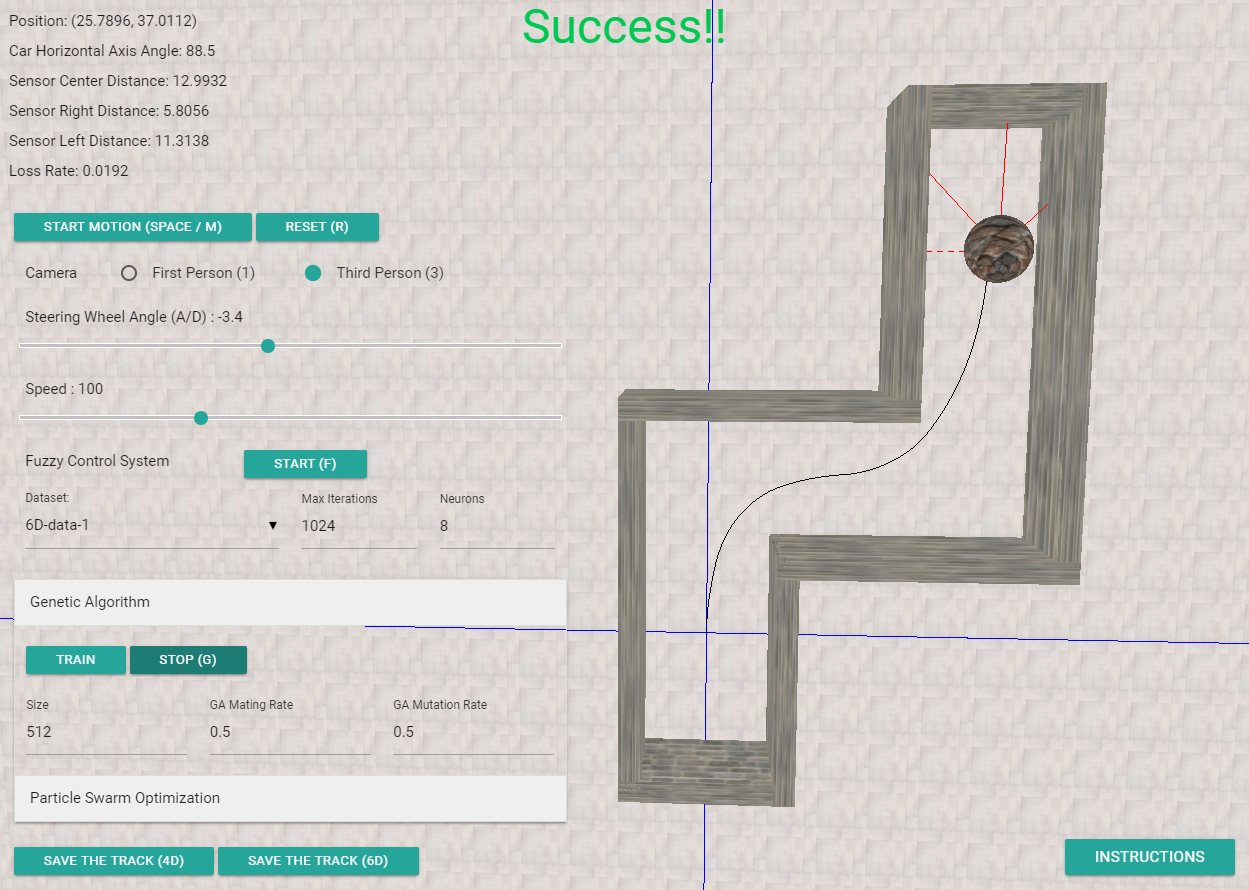 Success!!
Position: (25.7896, 37.0112)
Car Horizontal Axis Angle: 88.5
Sensor Center Distance: 12.9932
Sensor Right Distance: 5.8056
Sensor Left Distance: 11.3138
Loss Rate: 0.0192
START MOTION (SPACE / M) RESET (R)
Camera First Person (1) Third Person (3)
Steering Wheel Angle (A/D) : -3.4
Speed : 100
Fuzzy Control System START (F)
Dataset: Max Iterations Neurons
6D-data-1 ▼ 1024 8
Genetic Algorithm
TRAIN STOP (G)
Size GA Mating Rate GA Mutation Rate
512 0.5 0.5
Particle Swarm Optimization
SAVE THE TRACK (4D) SAVE THE TRACK (6D) INSTRUCTIONS